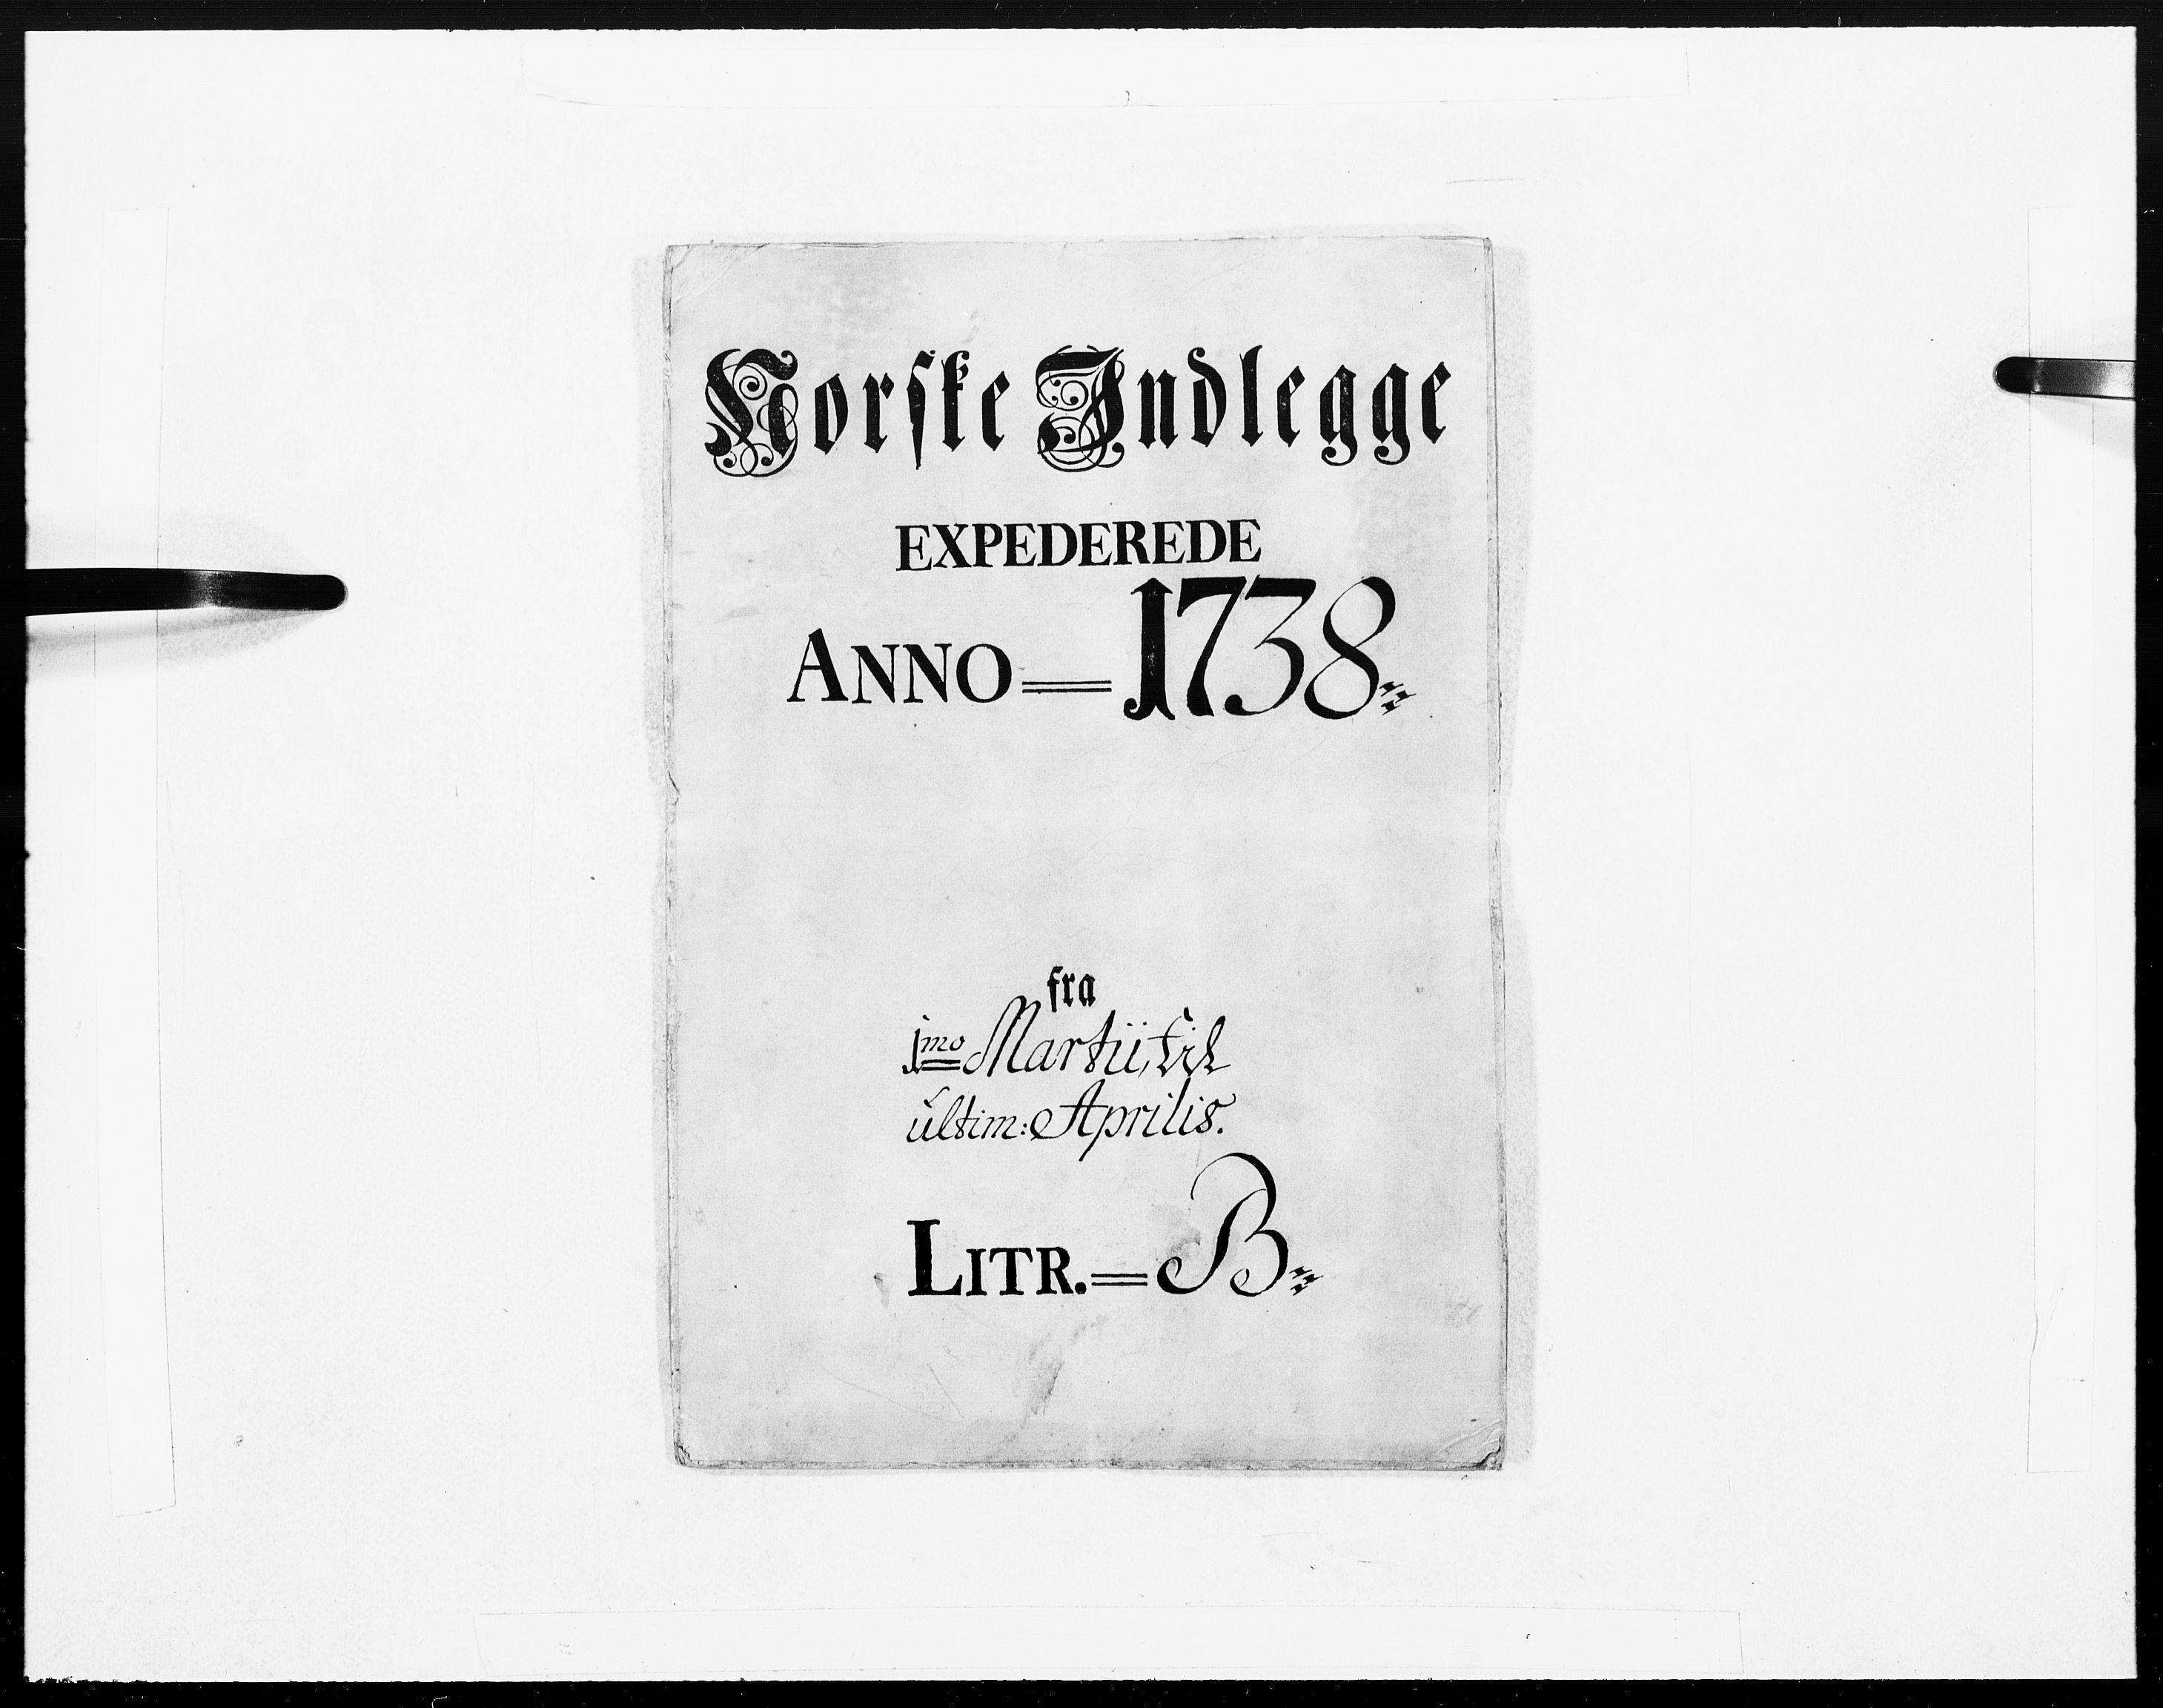 Norske Indlegge
EXPEDEREDE
ANNO = 1738
fra
1mo Martii, til
ultim: Aprilis.
LITR. = B